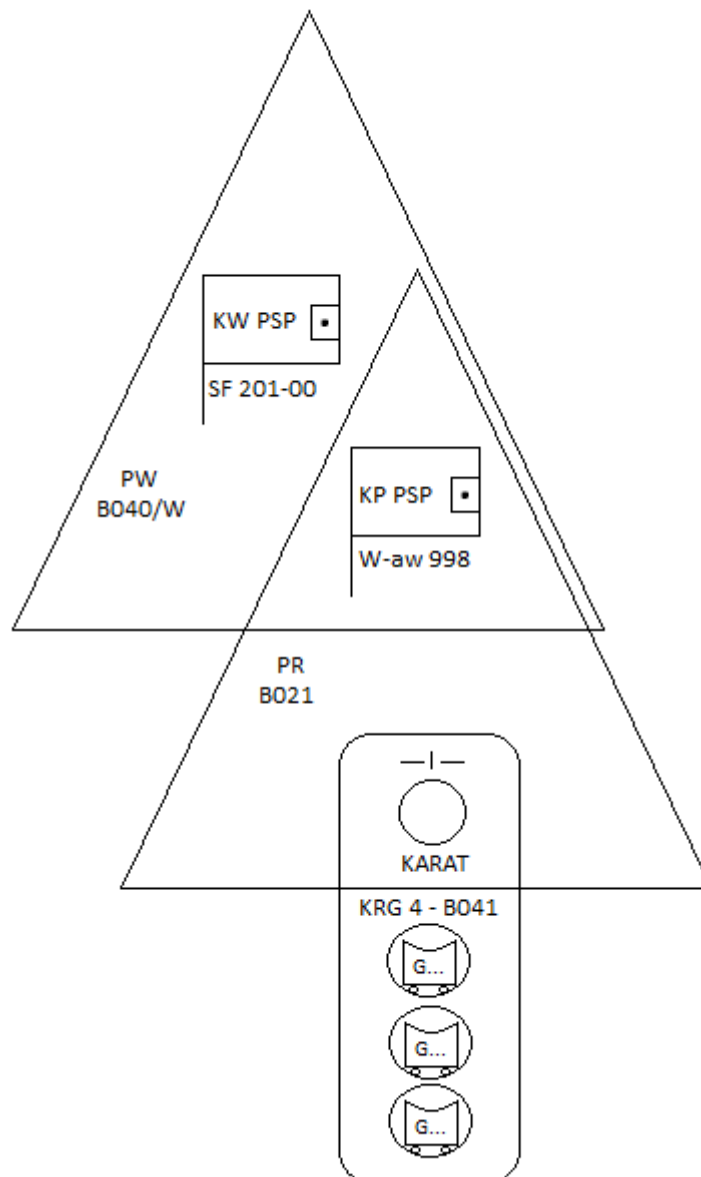 KW PSP
SF 201-00
PW
B040/W
KP PSP
W-aw 998
PR
B021
KARAT
KRG 4 - B041
G...
G...
G...